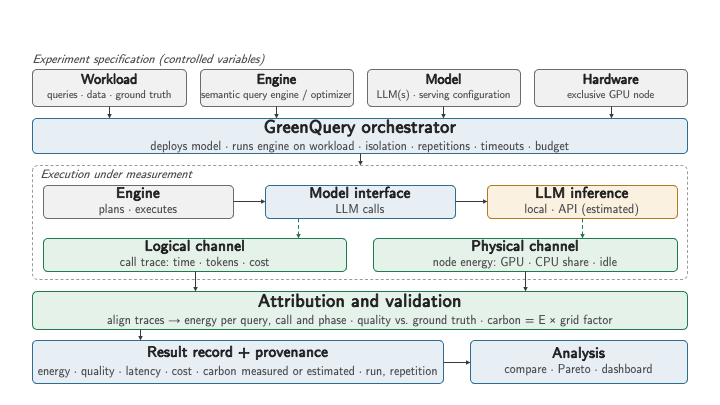 Experiment specification (controlled variables)
Workload
queries · data · ground truth
Engine
semantic query engine / optimizer
Model
LLM(s) · serving configuration
Hardware
exclusive GPU node
GreenQuery orchestrator
deploys model · runs engine on workload · isolation · repetitions · timeouts · budget
Execution under measurement
Engine
plans · executes
Model interface
LLM calls
LLM inference
local · API (estimated)
Logical channel
call trace: time · tokens · cost
Physical channel
node energy: GPU · CPU share · idle
Attribution and validation
align traces → energy per query, call and phase · quality vs. ground truth · carbon = E × grid factor
Result record + provenance
energy · quality · latency · cost · carbon measured or estimated · run, repetition
Analysis
compare · Pareto · dashboard